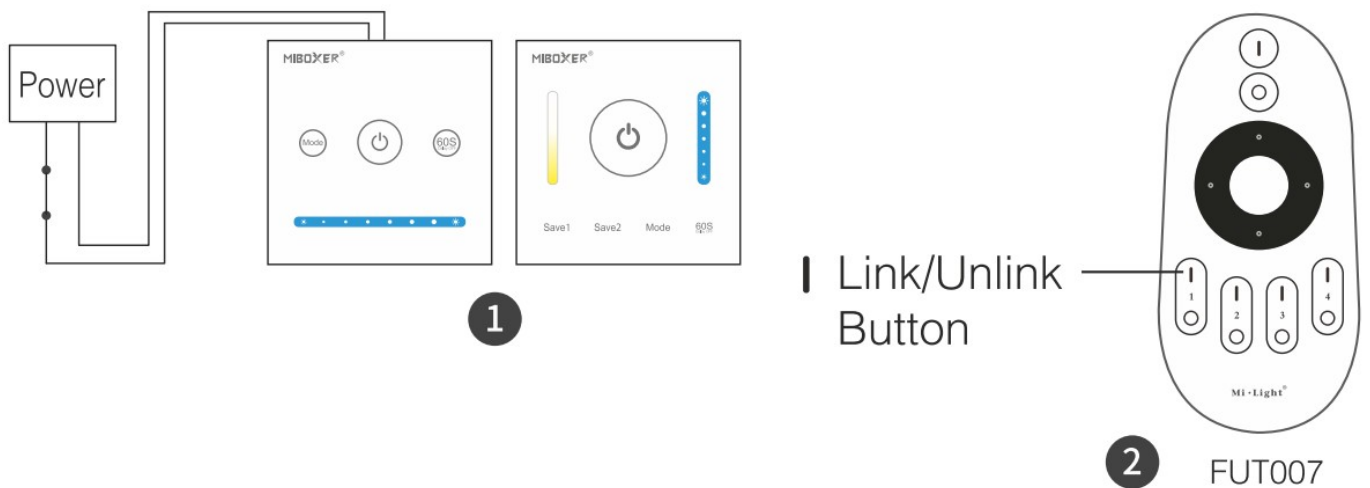 Power
MIBOXER®
Mode
60S
MIBOXER®
Save1 Save2 Mode 60S
1
Link/Unlink
Button
1
2
3
4
Mi·Light®
2
FUT007